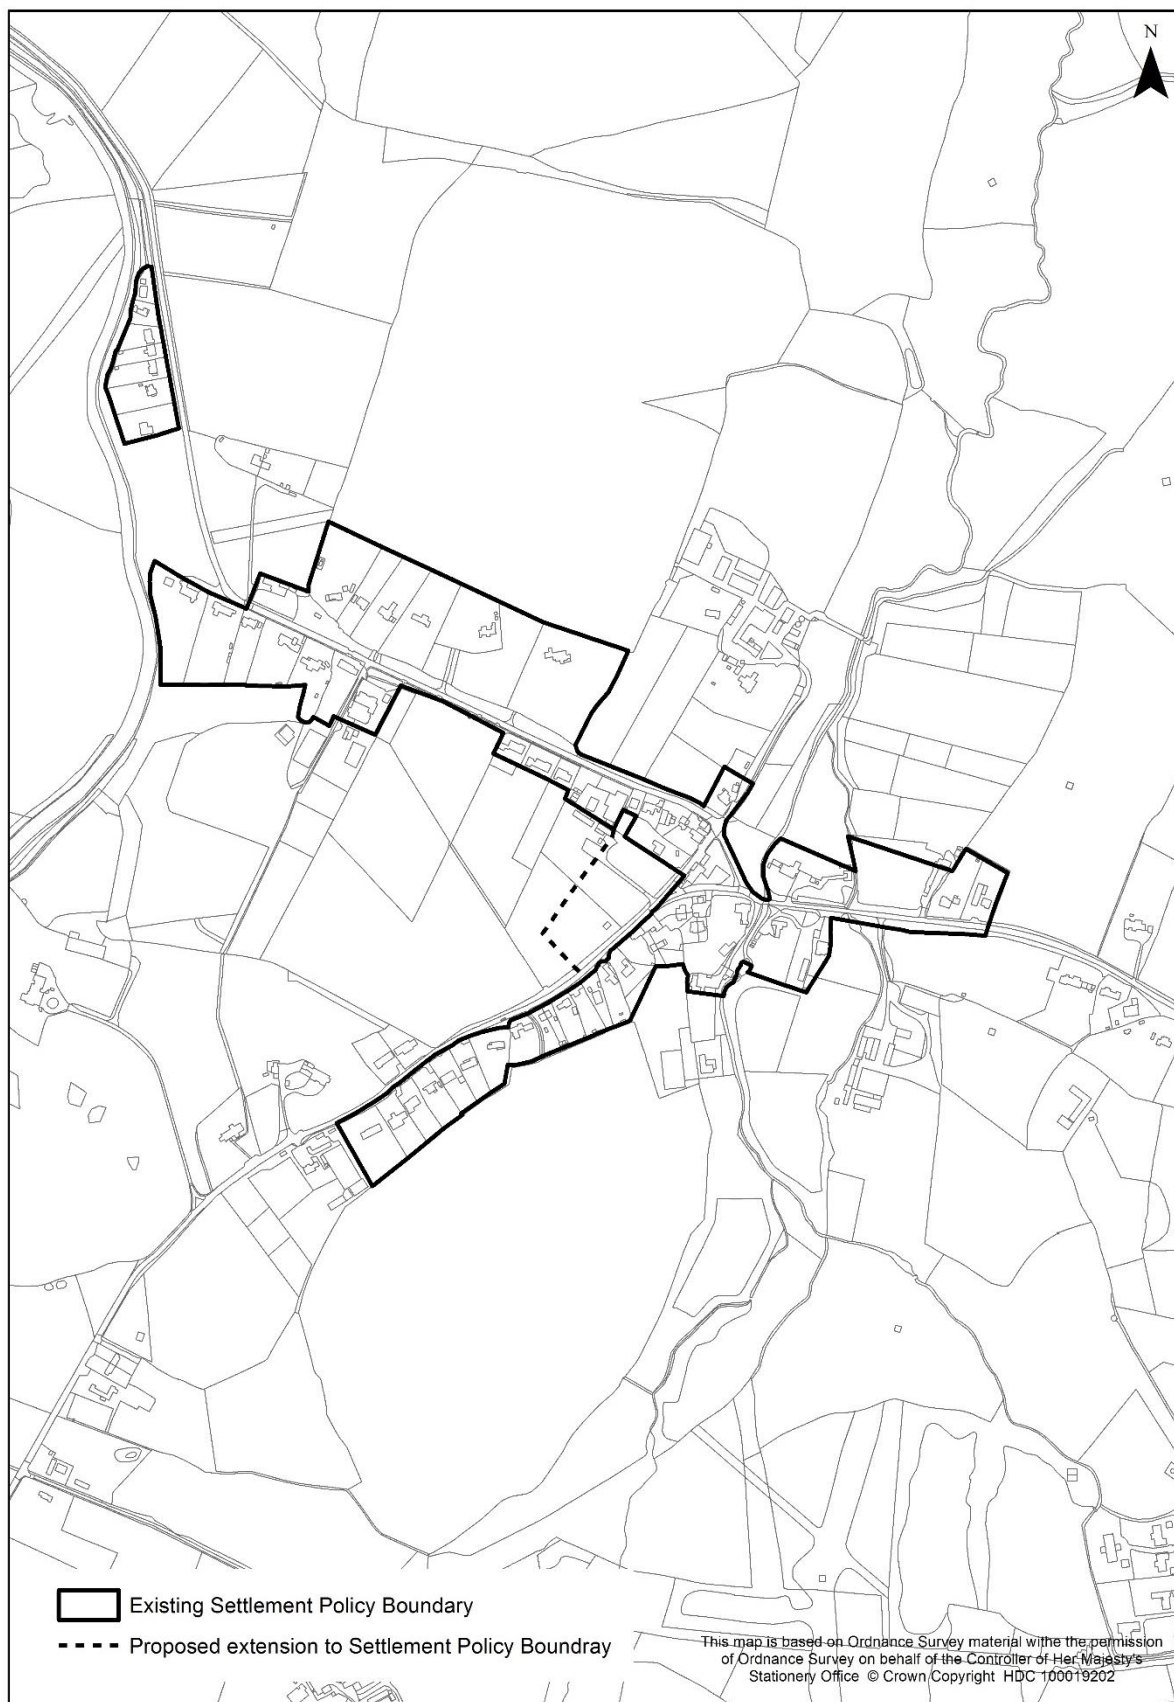 N
Existing Settlement Policy Boundary
Proposed extension to Settlement Policy Boundray
This map is based on Ordnance Survey material withe the permission
of Ordnance Survey on behalf of the Controller of Her Majesty's
Stationery Office © Crown Copyright HDC 100019202